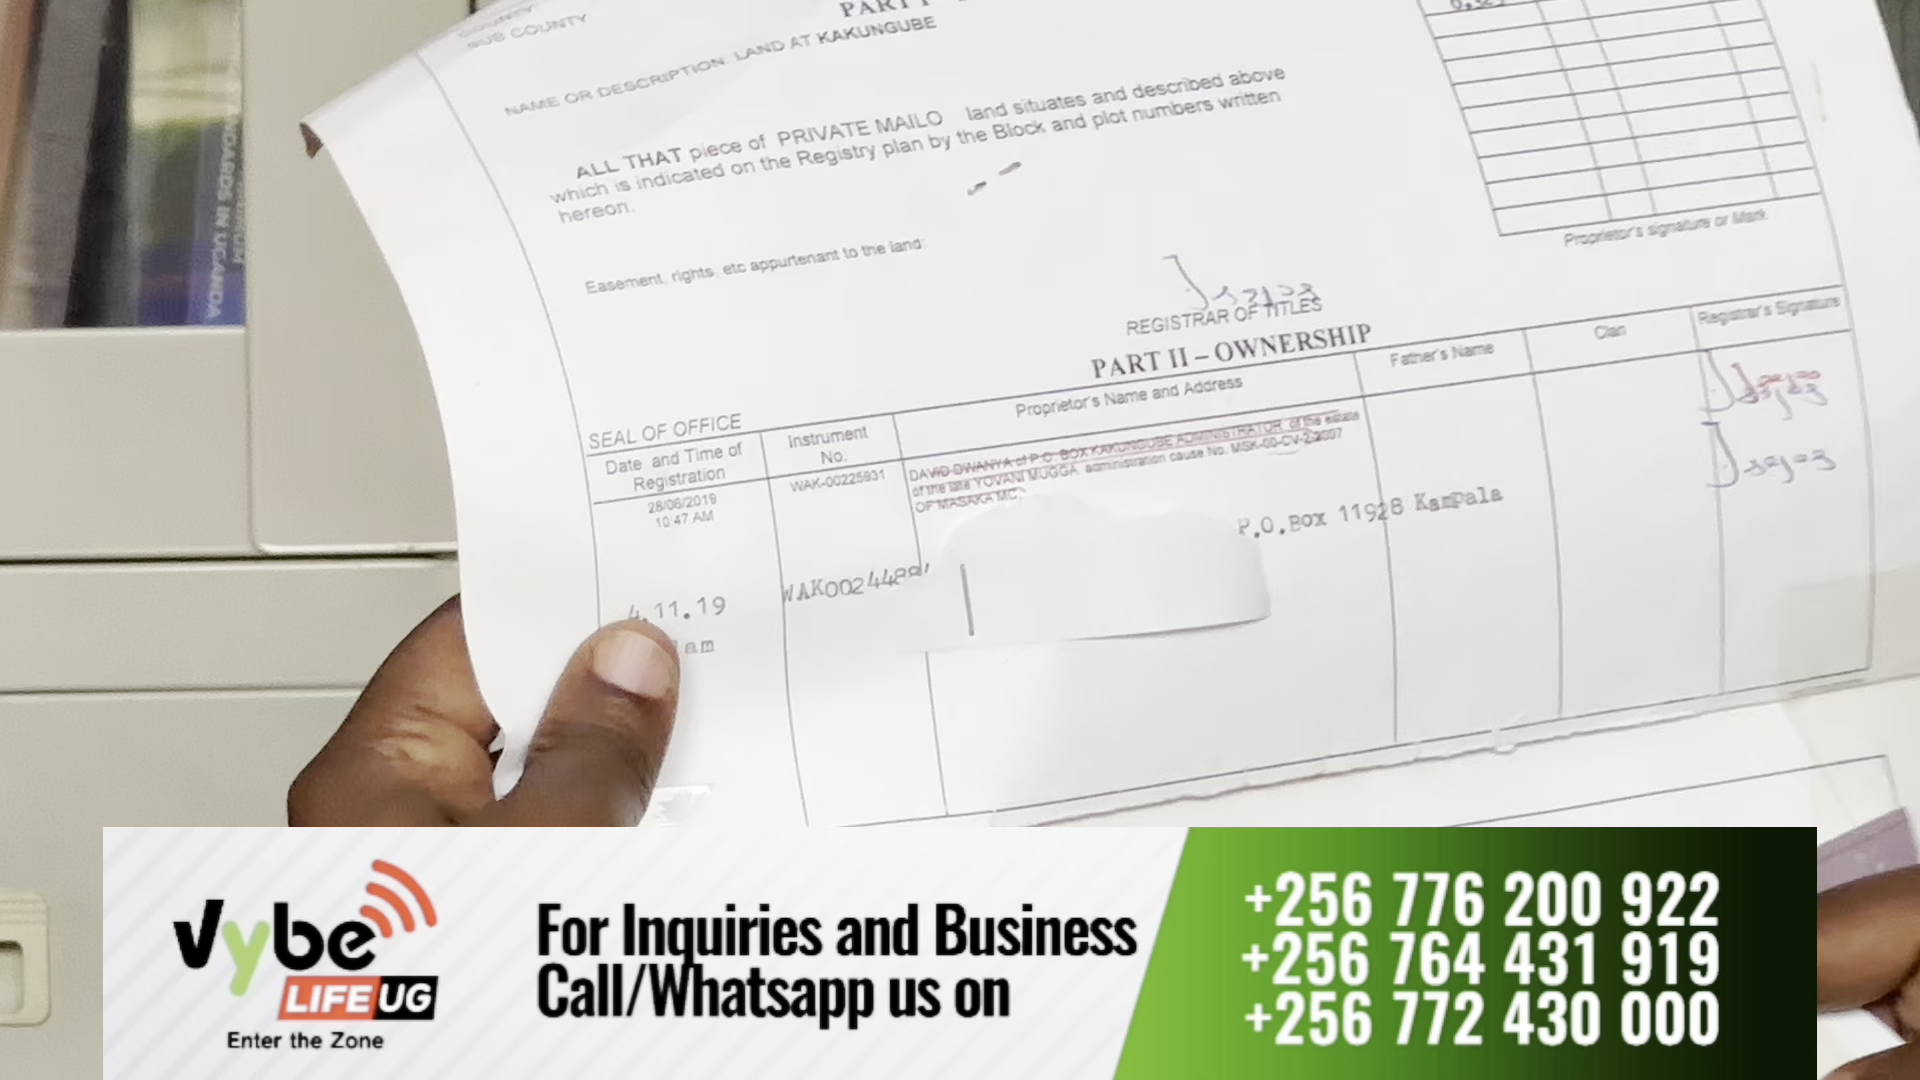 COUNTY
SUB COUNTY
PART I
NAME OR DESCRIPTION: LAND AT KAKUNGUBE
ALL THAT piece of PRIVATE MAILO land situates and described above
which is indicated on the Registry plan by the Block and plot numbers written
hereon.
Easement, rights, etc appurtenant to the land:
Proprietor's signature or Mark
REGISTRAR OF TITLES
PART II – OWNERSHIP
SEAL OF OFFICE
Date and Time of Registration
Instrument No.
Proprietor's Name and Address
Father's Name
Clan
Registrar's Signature
28/06/2019
10:47 AM
WAK-00225931
DAVID DWANYA of P.O. BOX KAKUNGUBE ADMINISTRATOR of the estate
of the late YOVANI MUGGA, administration cause No. MSK-00-CV-2-2007
OF MASAKA MC.
P.O.Box 11928 Kampala
4.11.19
am
DARDS IN UGANDA
Vybe
LIFE UG
Enter the Zone
For Inquiries and Business
Call/Whatsapp us on
+256 776 200 922
+256 764 431 919
+256 772 430 000